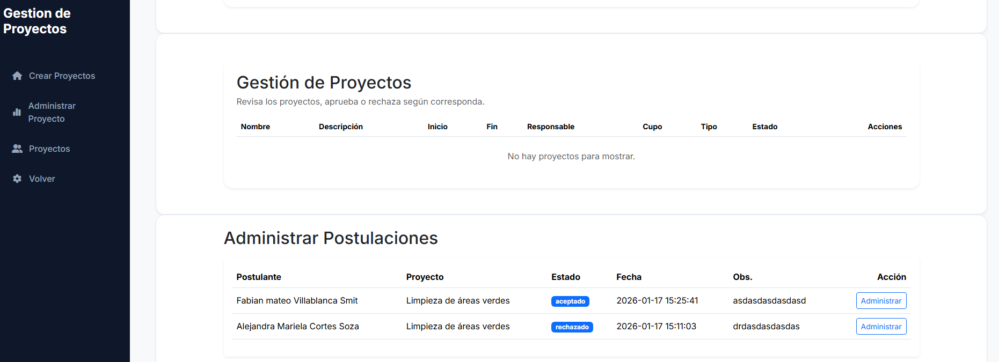 Gestion de
Proyectos
Crear Proyectos
Administrar
Proyecto
Proyectos
Volver
Gestión de Proyectos
Revisa los proyectos, aprueba o rechaza según corresponda.
Nombre Descripción Inicio Fin Responsable Cupo Tipo Estado Acciones
No hay proyectos para mostrar.
Administrar Postulaciones
Postulante Proyecto Estado Fecha Obs. Acción
Fabian mateo Villablanca Smit Limpieza de áreas verdes aceptado 2026-01-17 15:25:41 asdasdasdasdasd Administrar
Alejandra Mariela Cortes Soza Limpieza de áreas verdes rechazado 2026-01-17 15:11:03 drdasdasdasdas Administrar